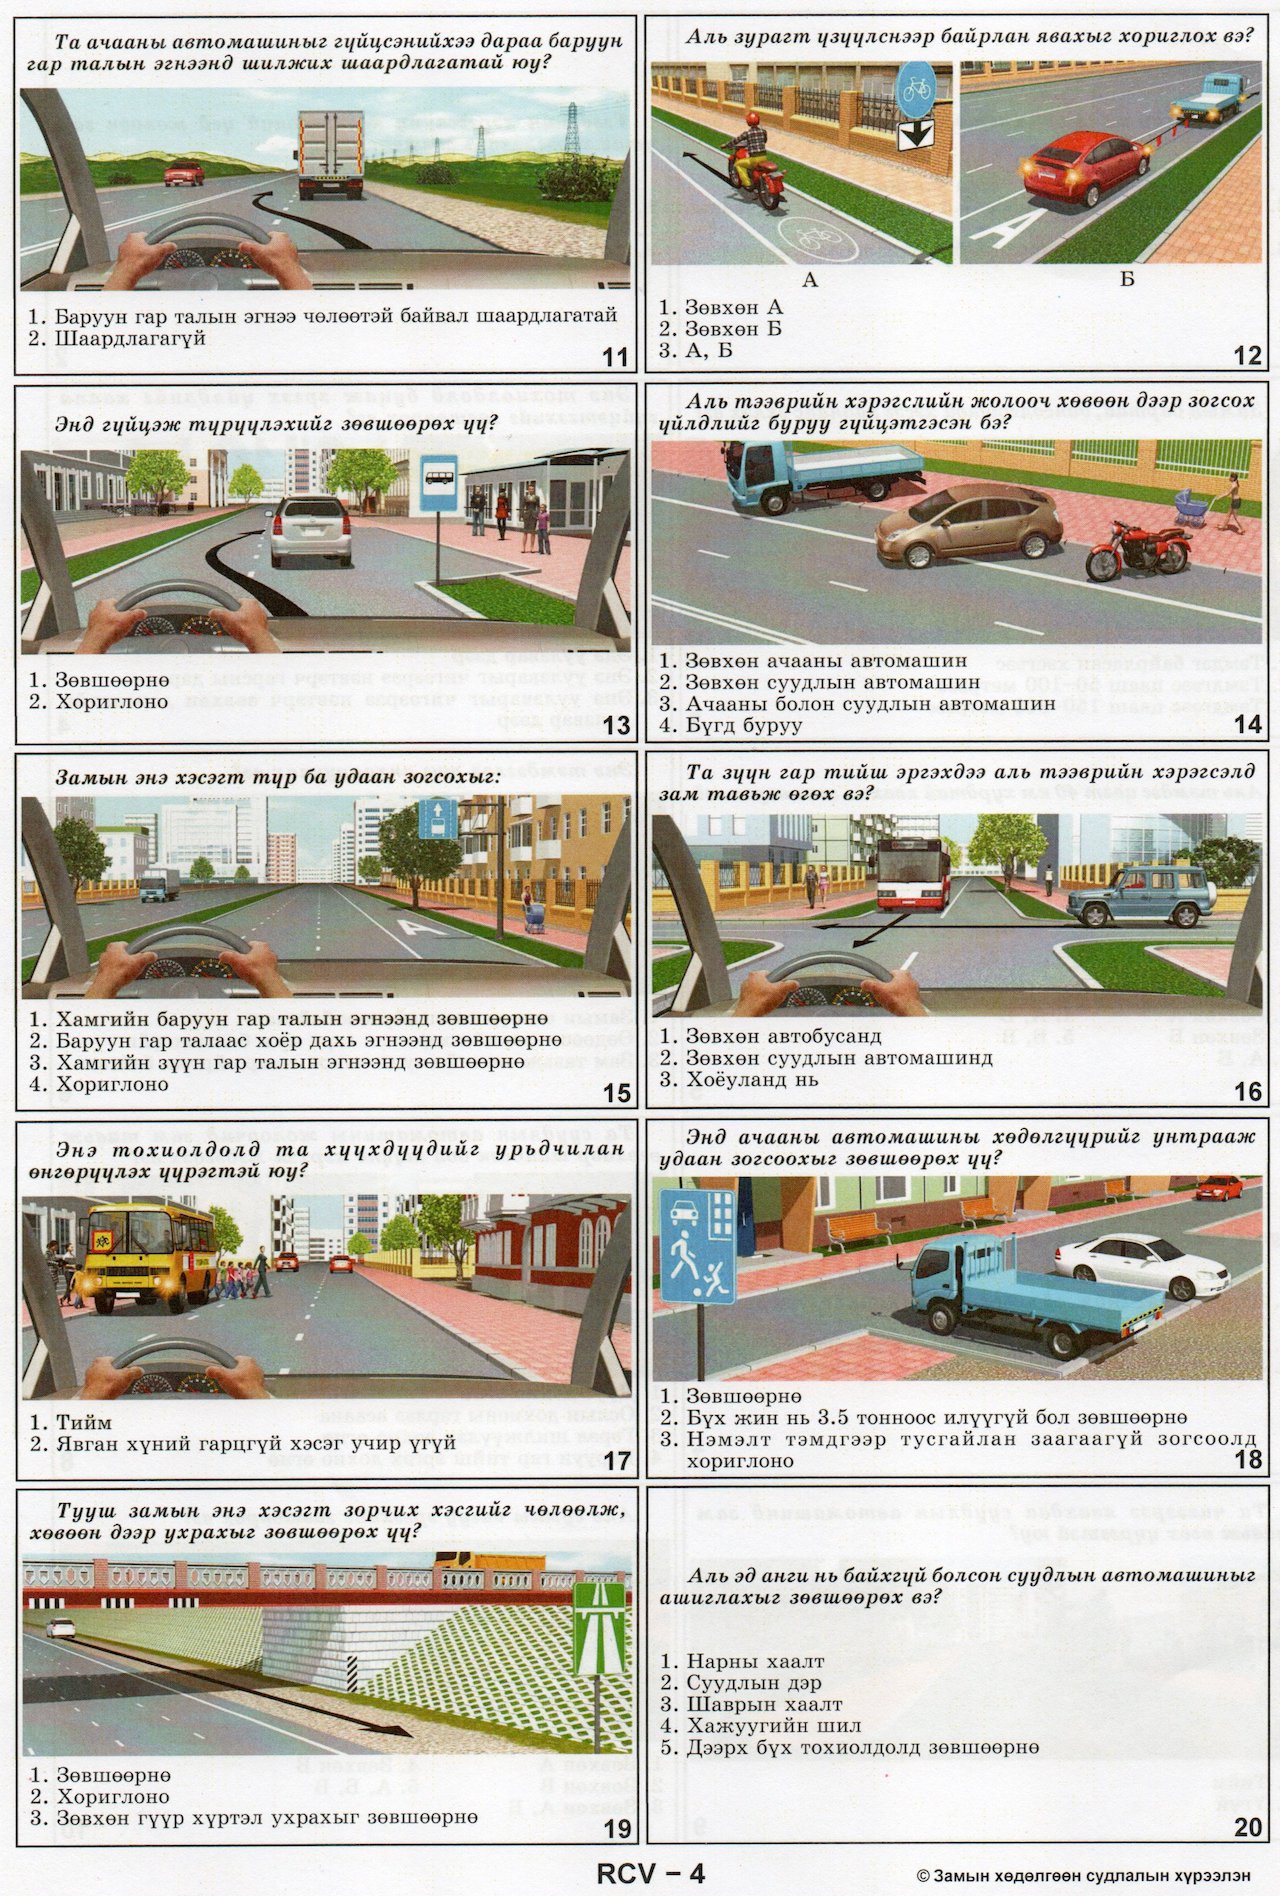 Та ачааны автомашиныг гүйцсэнийхээ дараа баруун
гар талын эгнээнд шилжих шаардлагатай юу?
1. Баруун гар талын эгнээ чөлөөтэй байвал шаардлагатай
2. Шаардлагагүй
11
Аль зурагт үзүүлснээр байрлан явахыг хориглох вэ?
А
А Б
1. Зөвхөн А
2. Зөвхөн Б
3. А, Б
12
Энд гүйцэж түрүүлэхийг зөвшөөрөх үү?
1. Зөвшөөрнө
2. Хориглоно
13
Аль тээврийн хэрэгслийн жолооч хөвөөн дээр зогсох
үйлдлийг буруу гүйцэтгэсэн бэ?
1. Зөвхөн ачааны автомашин
2. Зөвхөн суудлын автомашин
3. Ачааны болон суудлын автомашин
4. Бүгд буруу
14
Замын энэ хэсэгт түр ба удаан зогсохыг:
А
1. Хамгийн баруун гар талын эгнээнд зөвшөөрнө
2. Баруун гар талаас хоёр дахь эгнээнд зөвшөөрнө
3. Хамгийн зүүн гар талын эгнээнд зөвшөөрнө
4. Хориглоно
15
Та зүүн гар тийш эргэхдээ аль тээврийн хэрэгсэлд
зам тавьж өгөх вэ?
1. Зөвхөн автобусанд
2. Зөвхөн суудлын автомашинд
3. Хоёуланд нь
16
Энэ тохиолдолд та хүүхдүүдийг урьдчилан
өнгөрүүлэх үүрэгтэй юу?
1. Тийм
2. Явган хүний гарцгүй хэсэг учир үгүй
17
Энд ачааны автомашины хөдөлгүүрийг унтрааж
удаан зогсоохыг зөвшөөрөх үү?
1. Зөвшөөрнө
2. Бүх жин нь 3.5 тонноос илүүгүй бол зөвшөөрнө
3. Нэмэлт тэмдгээр тусгайлан заагаагүй зогсоолд
хориглоно
18
Тууш замын энэ хэсэгт зорчих хэсгийг чөлөөлж,
хөвөөн дээр ухрахыг зөвшөөрөх үү?
1. Зөвшөөрнө
2. Хориглоно
3. Зөвхөн гүүр хүртэл ухрахыг зөвшөөрнө
19
Аль эд анги нь байхгүй болсон суудлын автомашиныг
ашиглахыг зөвшөөрөх вэ?
1. Нарны хаалт
2. Суудлын дэр
3. Шаврын хаалт
4. Хажуугийн шил
5. Дээрх бүх тохиолдолд зөвшөөрнө
20
RCV – 4
© Замын хөдөлгөөн судлалын хүрээлэн